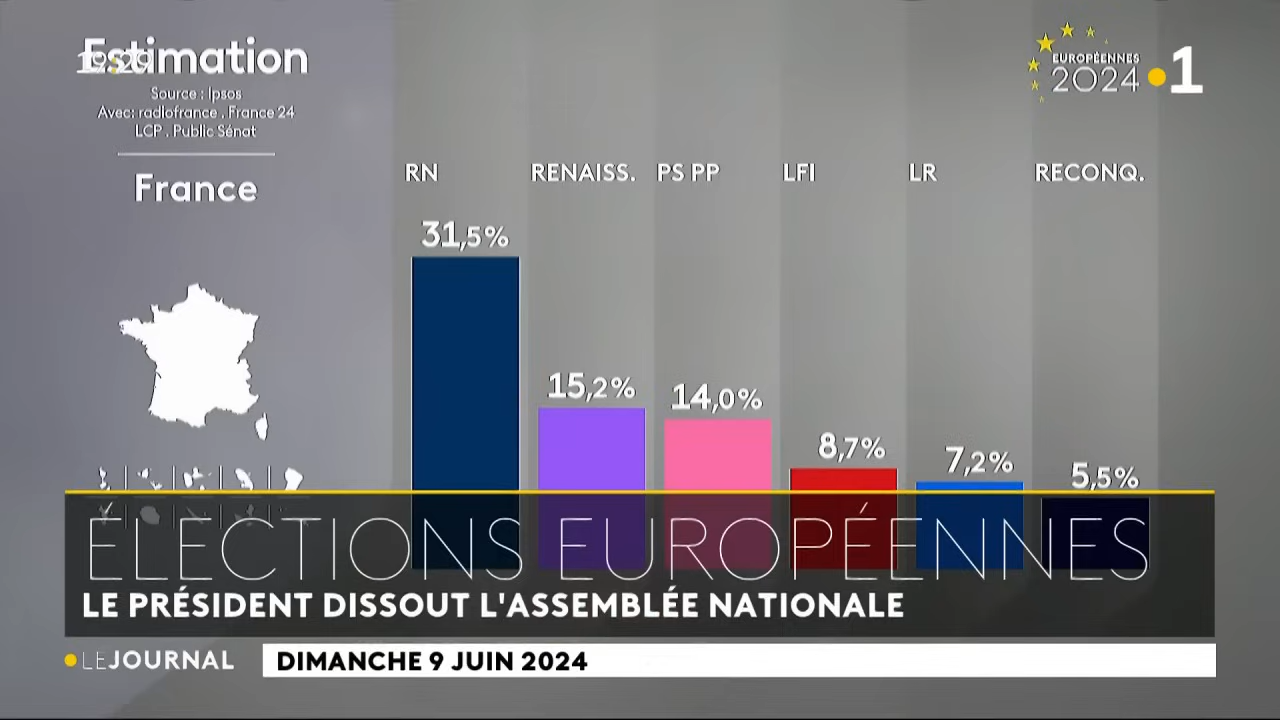 Estimation
19:29
Source : Ipsos
Avec: radiofrance . France 24
LCP . Public Sénat
France
EUROPÉENNES
2024
1
RN RENAISS. PS PP LFI LR RECONQ.
31,5% 15,2% 14,0% 8,7% 7,2% 5,5%
ÉLECTIONS EUROPÉENNES
LE PRÉSIDENT DISSOUT L'ASSEMBLÉE NATIONALE
LE JOURNAL
DIMANCHE 9 JUIN 2024